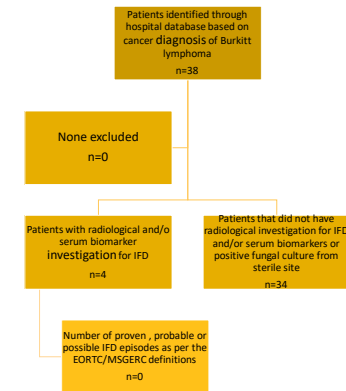 Patients identified through
hospital database based on
cancer diagnosis of Burkitt
lymphoma
n=38
None excluded
n=0
Patients with radiological and/o
serum biomarker
investigation for IFD
n=4
Patients that did not have
radiological investigation for IFD
and/or serum biomarkers or
positive fungal culture from
sterile site
n=34
Number of proven , probable or
possible IFD episodes as per the
EORTC/MSGERC definitions
n=0